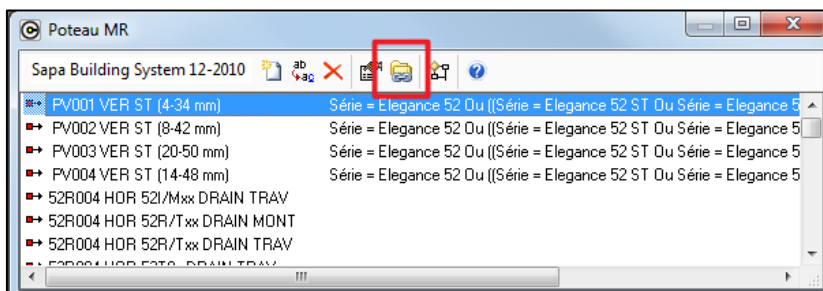 Poteau MR
Sapa Building System 12-2010
PV001 VER ST (4-34 mm) Série = Elegance 52 Ou ((Série = Elegance 52 ST Ou Série = Elegance 5
PV002 VER ST (8-42 mm) Série = Elegance 52 Ou ((Série = Elegance 52 ST Ou Série = Elegance 5
PV003 VER ST (20-50 mm) Série = Elegance 52 Ou ((Série = Elegance 52 ST Ou Série = Elegance 5
PV004 VER ST (14-48 mm) Série = Elegance 52 Ou ((Série = Elegance 52 ST Ou Série = Elegance 5
52R004 HOR 52I/Mxx DRAIN TRAV
52R004 HOR 52R/Txx DRAIN MONT
52R004 HOR 52R/Txx DRAIN TRAV